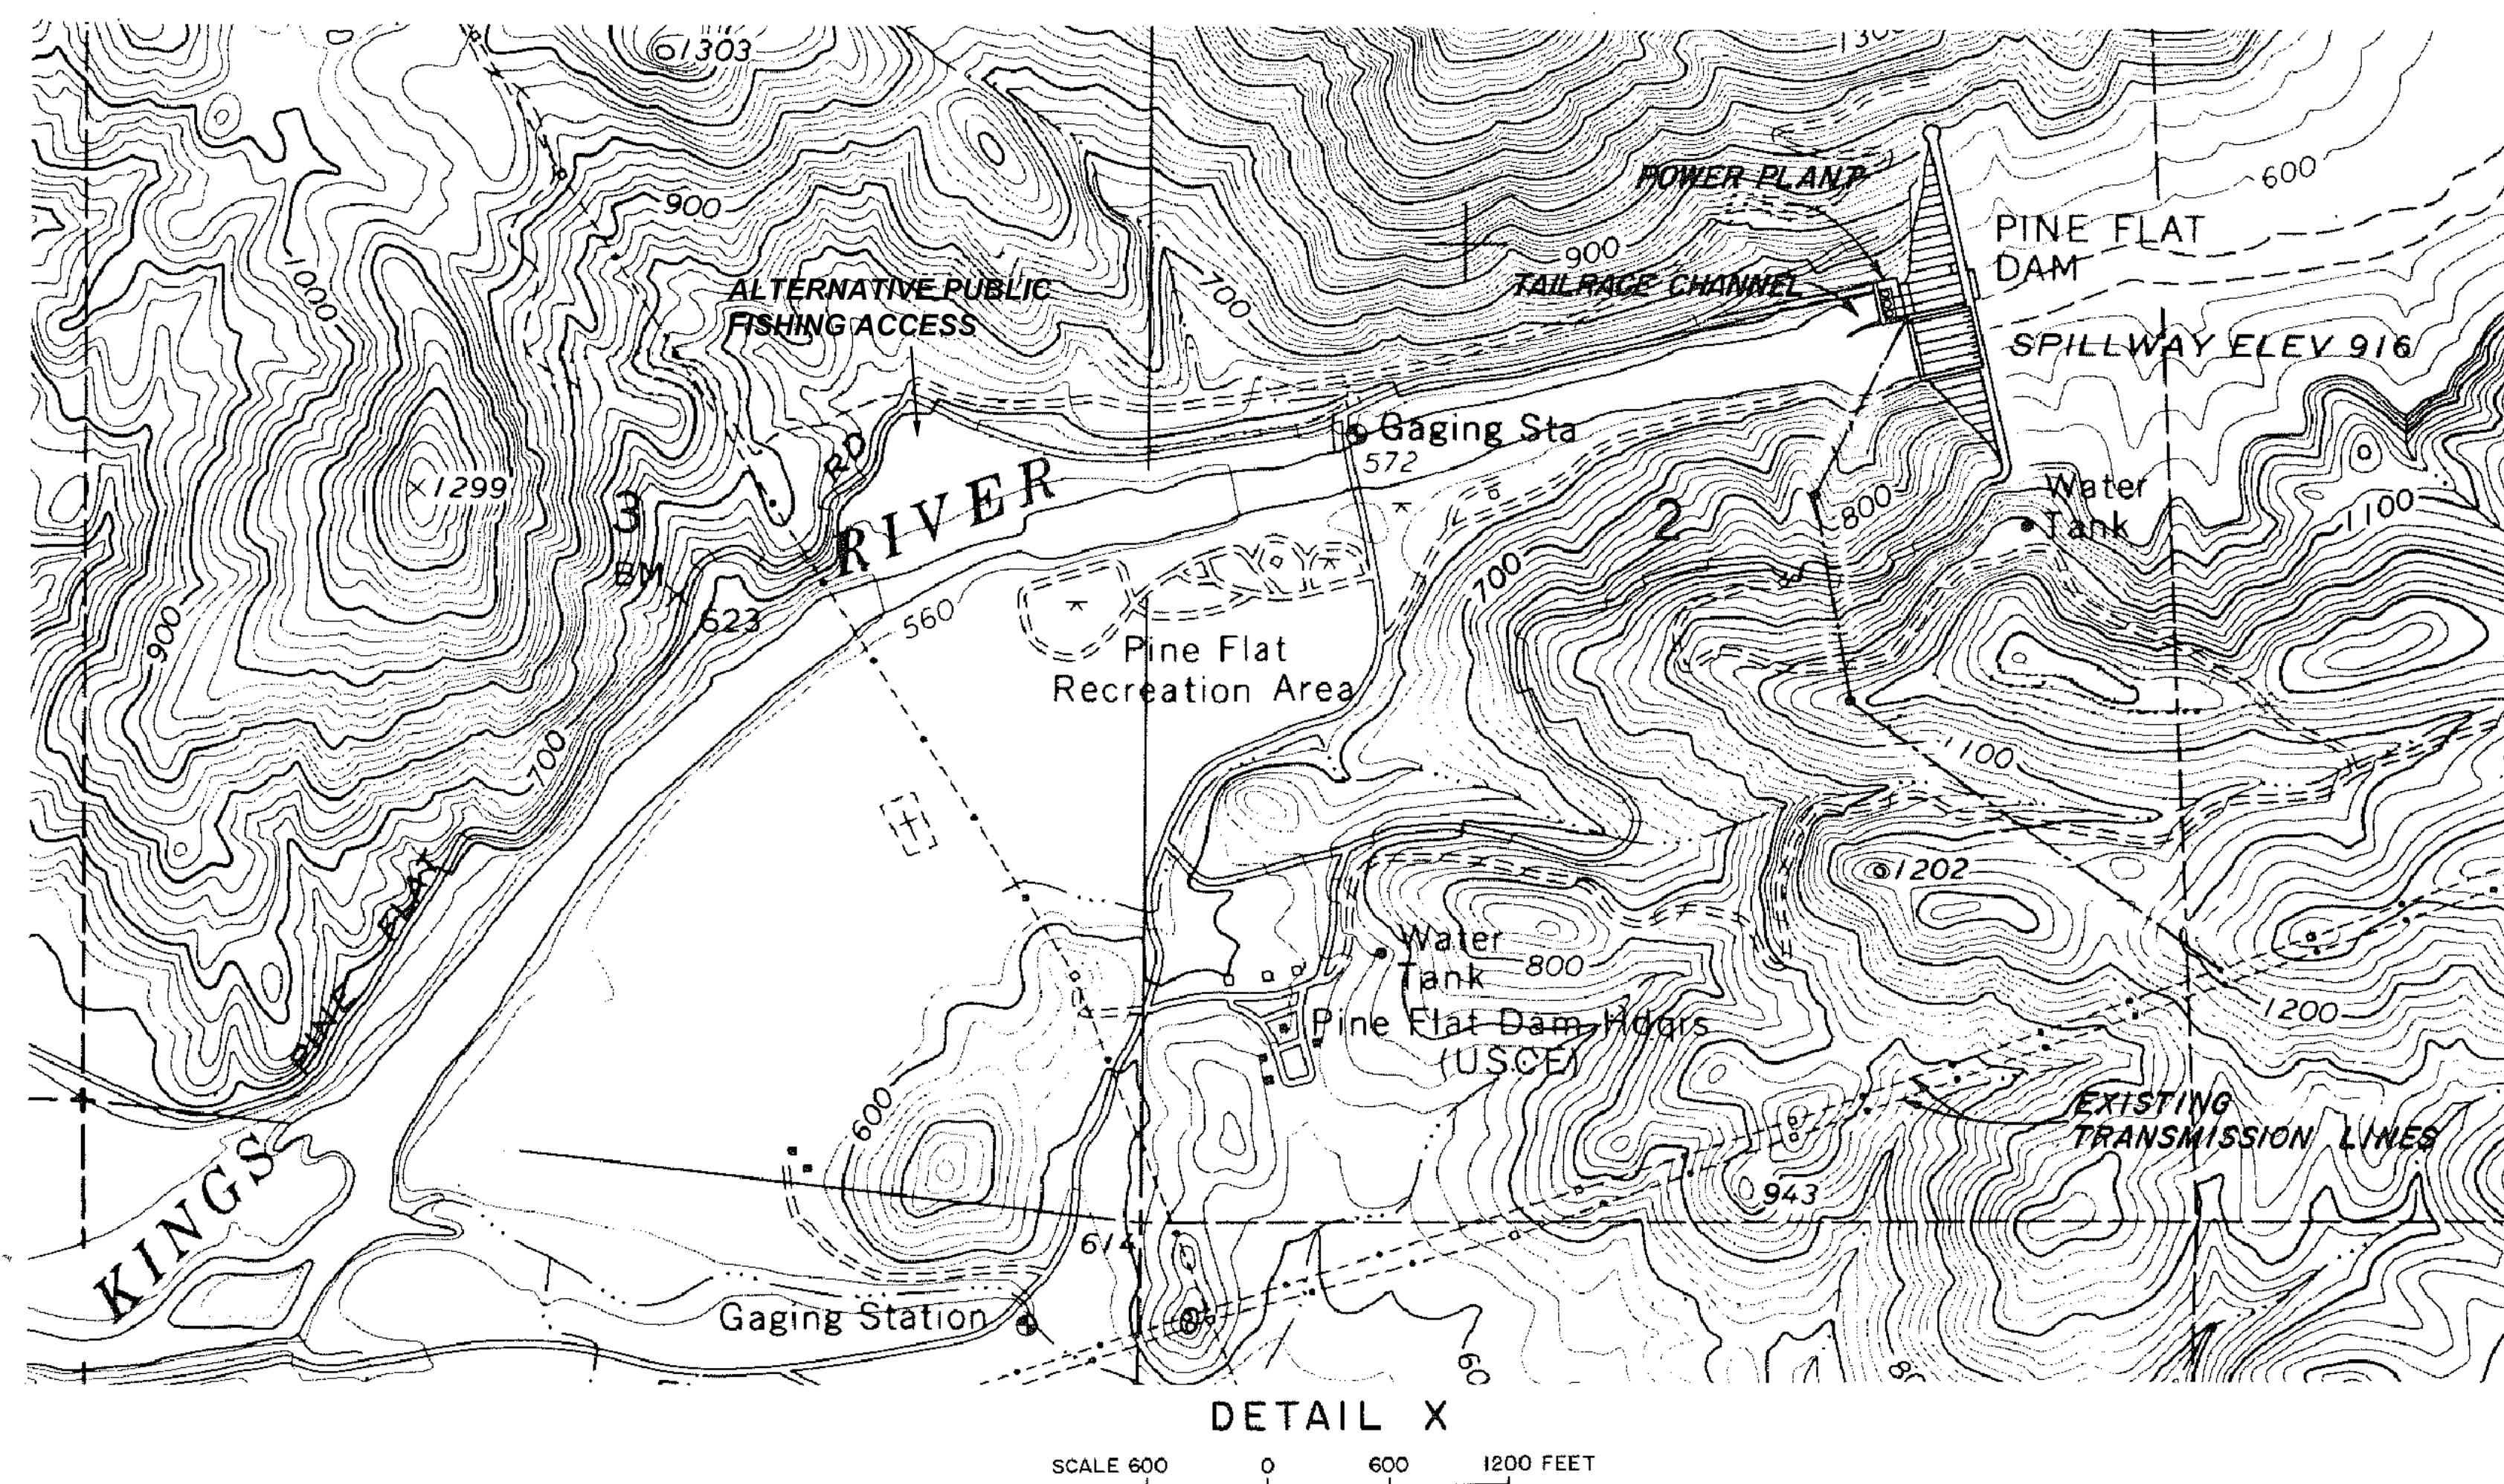 1303
900
POWER PLANT
600
PINE FLAT
DAM
1000
ALTERNATIVE PUBLIC
FISHING ACCESS
700
900
TAILRACE CHANNEL
SPILLWAY ELEV 916
RD
Gaging Sta
572
1299
3
RIVER
2
800
Water
Tank
1100
BM
623
560
700
900
Pine Flat
Recreation Area
700
1100
PINE FLAT
1202
Water
Tank
800
Pine Flat Dam Hdqrs
(USCE)
1200
600
EXISTING
TRANSMISSION LINES
KINGS
943
614
Gaging Station
DETAIL X
SCALE 600 0 600 1200 FEET